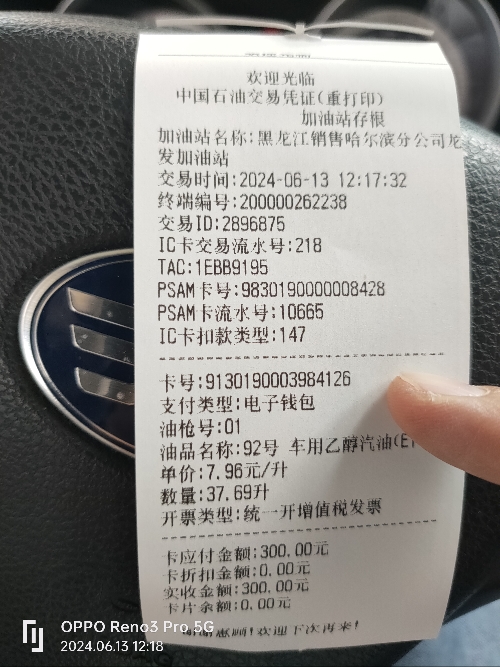 欢迎光临
中国石油交易凭证(重打印)
加油站存根
加油站名称:黑龙江销售哈尔滨分公司龙
发加油站
交易时间:2024-06-13 12:17:32
终端编号:200000262238
交易ID:2896875
IC卡交易流水号:218
TAC:1EBB9195
PSAM卡号:9830190000008428
PSAM卡流水号:10665
IC卡扣款类型:147
卡号:9130190003984126
支付类型:电子钱包
油枪号:01
油品名称:92号 车用乙醇汽油(E1
单价:7.96元/升
数量:37.69升
开票类型:统一开增值税发票
卡应付金额:300.00元
卡折扣金额:0.00元
实收金额:300.00元
卡片余额:0.00元
惠顾!欢迎下次再来!
OPPO Reno3 Pro 5G
2024.06.13 12:18